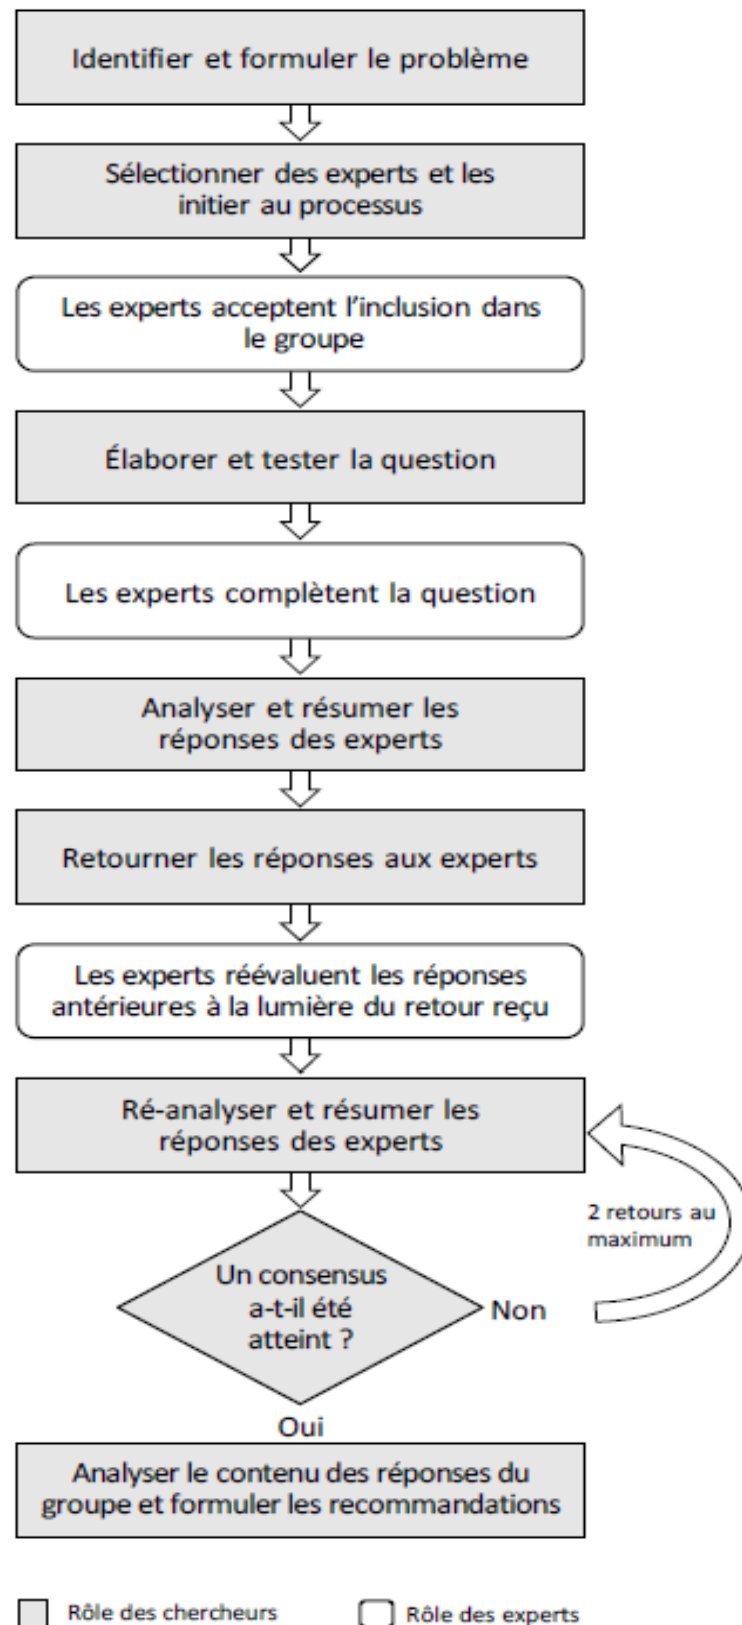 Identifier et formuler le problème
Sélectionner des experts et les
initier au processus
Les experts acceptent l'inclusion dans
le groupe
Élaborer et tester la question
Les experts complètent la question
Analyser et résumer les
réponses des experts
Retourner les réponses aux experts
Les experts réévaluent les réponses
antérieures à la lumière du retour reçu
Ré-analyser et résumer les
réponses des experts
2 retours au
maximum
Un consensus
a-t-il été
atteint ?
Non
Oui
Analyser le contenu des réponses du
groupe et formuler les recommandations
Rôle des chercheurs
Rôle des experts